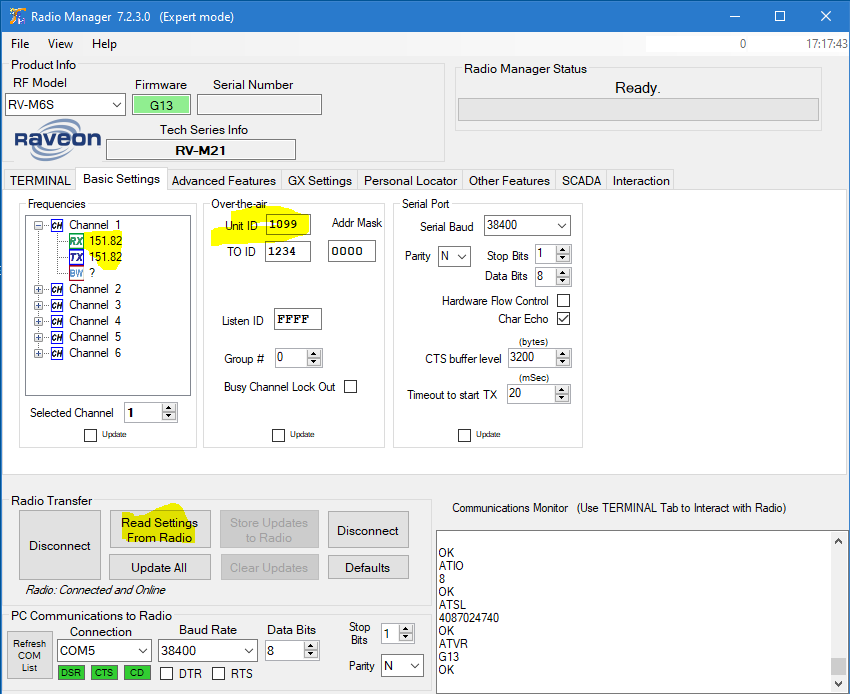 Radio Manager 7.2.3.0 (Expert mode)
File View Help
0 17:17:43
Product Info
RF Model
Firmware
Serial Number
RV-M6S
G13
RAVEON
Tech Series Info
RV-M21
Radio Manager Status
Ready.
TERMINAL Basic Settings Advanced Features GX Settings Personal Locator Other Features SCADA Interaction
Frequencies
CH Channel 1
RX 151.82
TX 151.82
BW ?
CH Channel 2
CH Channel 3
CH Channel 4
CH Channel 5
CH Channel 6
Selected Channel 1
Update
Over-the-air
Unit ID 1099 Addr Mask
TO ID 1234 0000
Listen ID FFFF
Group # 0
Busy Channel Lock Out
Update
Serial Port
Serial Baud 38400
Parity N Stop Bits 1
Data Bits 8
Hardware Flow Control
Char Echo
(bytes)
CTS buffer level 3200
(mSec)
Timeout to start TX 20
Update
Radio Transfer
Disconnect
Read Settings
From Radio
Store Updates
to Radio
Disconnect
Update All
Clear Updates
Defaults
Radio: Connected and Online
PC Communications to Radio
Refresh
COM
List
Connection
COM5
DSR CTS CD
Baud Rate
38400
DTR RTS
Data Bits
8
Stop
Bits
1
Parity N
Communications Monitor (Use TERMINAL Tab to Interact with Radio)
OK
ATIO
8
OK
ATSL
4087024740
OK
ATVR
G13
OK